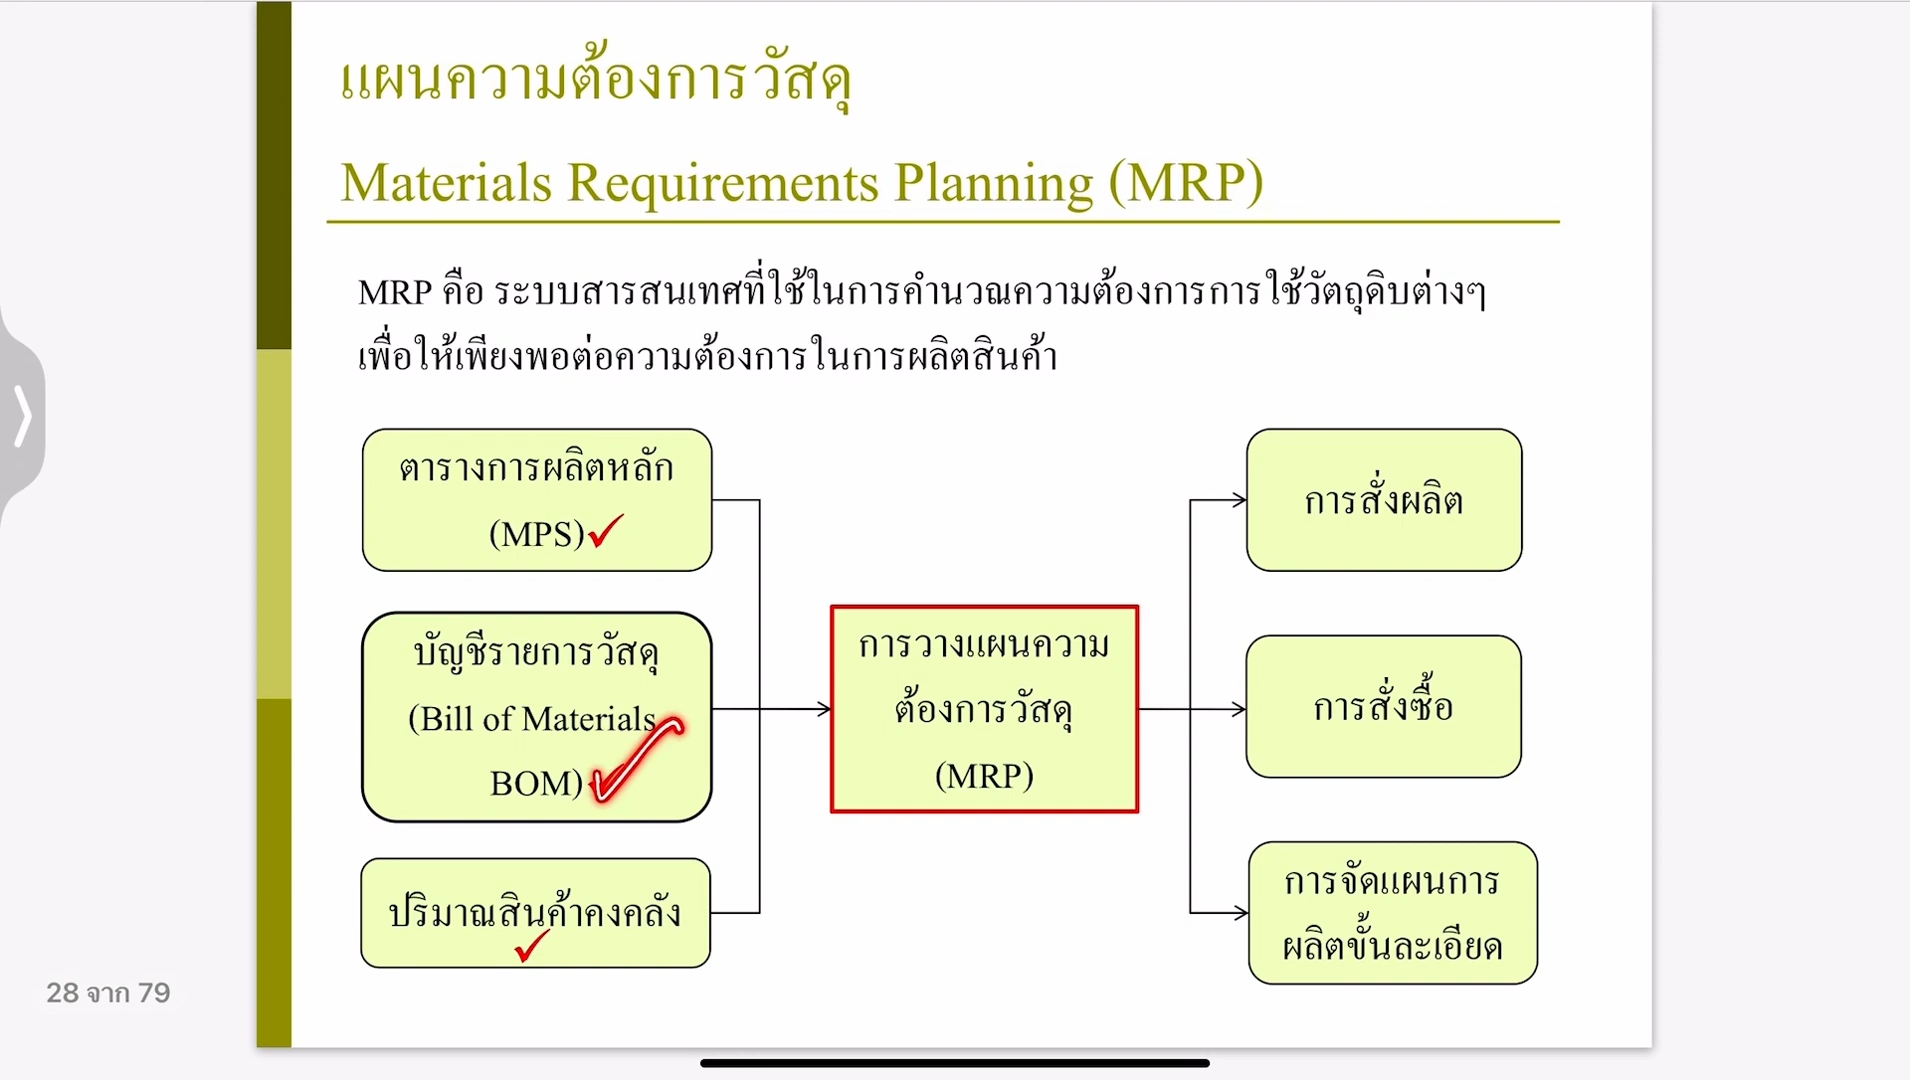 แผนความต้องการวัสดุ
Materials Requirements Planning (MRP)
MRP คือ ระบบสารสนเทศที่ใช้ในการคำนวณความต้องการการใช้วัตถุดิบต่างๆ
เพื่อให้เพียงพอต่อความต้องการในการผลิตสินค้า
ตารางการผลิตหลัก
(MPS)
บัญชีรายการวัสดุ
(Bill of Materials
BOM)
ปริมาณสินค้าคงคลัง
การวางแผนความ
ต้องการวัสดุ
(MRP)
การสั่งผลิต
การสั่งซื้อ
การจัดแผนการ
ผลิตขั้นละเอียด
28 จาก 79